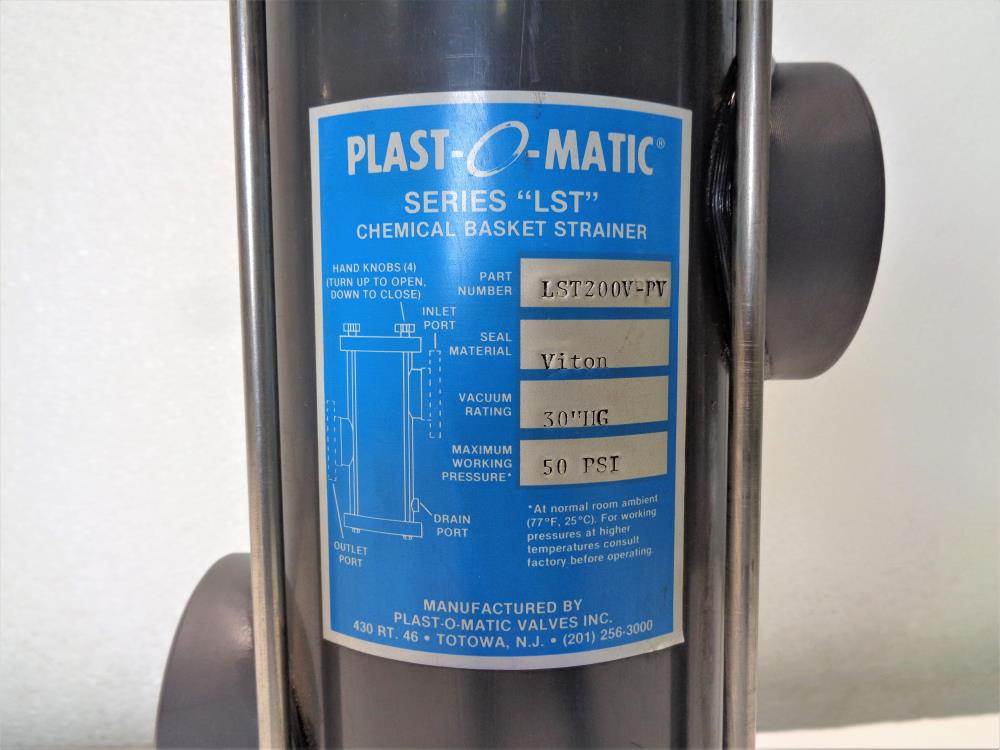 PLAST-O-MATIC®
SERIES "LST"
CHEMICAL BASKET STRAINER
HAND KNOBS (4)
(TURN UP TO OPEN,
DOWN TO CLOSE)
INLET
PORT
PART
NUMBER
LST200V-PV
SEAL
MATERIAL
Viton
VACUUM
RATING
30"HG
MAXIMUM
WORKING
PRESSURE*
50 PSI
DRAIN
PORT
OUTLET
PORT
*At normal room ambient
(77°F, 25°C). For working
pressures at higher
temperatures consult
factory before operating.
MANUFACTURED BY
PLAST-O-MATIC VALVES INC.
430 RT. 46 • TOTOWA, N.J. • (201) 256-3000